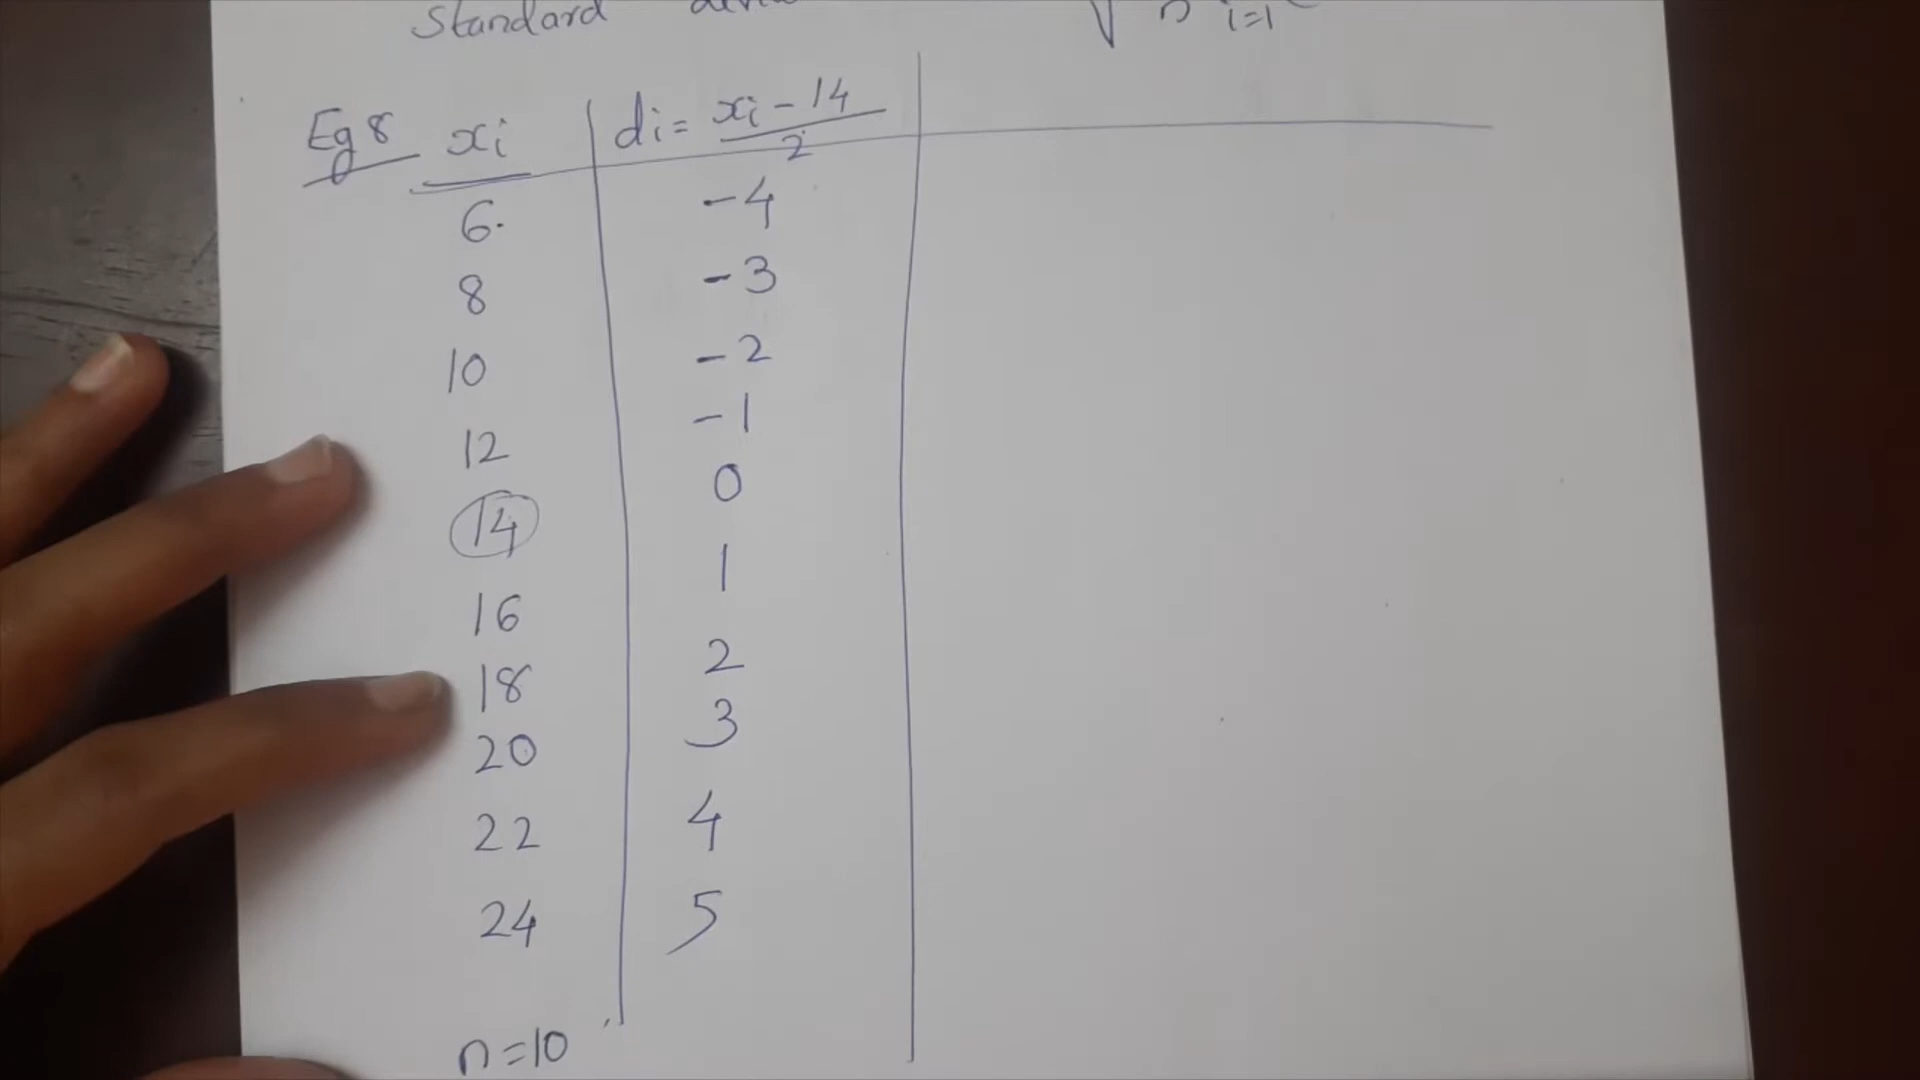 Standard
√ n i=1
Eg 8 xi di = xi - 14 / 2
6 -4
8 -3
10 -2
12 -1
14 0
16 1
18 2
20 3
22 4
24 5
n = 10